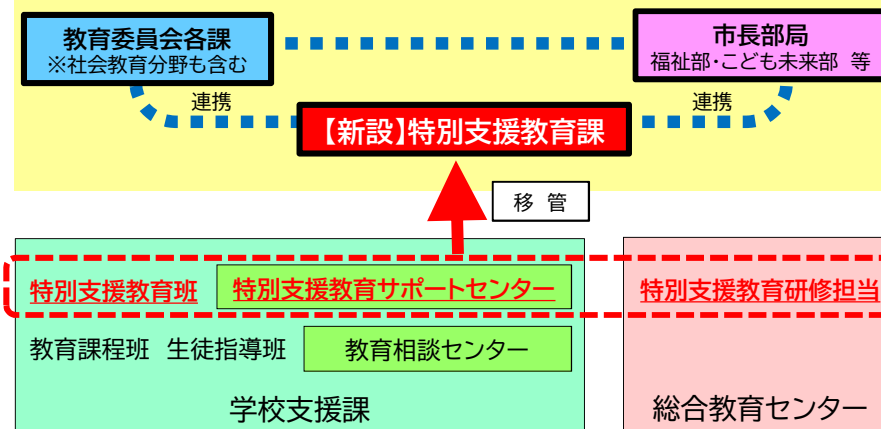 教育委員会各課
※社会教育分野も含む
市長部局
福祉部・こども未来部 等
連携
連携
【新設】特別支援教育課
移 管
特別支援教育班 特別支援教育サポートセンター
特別支援教育研修担当
教育課程班 生徒指導班 教育相談センター
学校支援課
総合教育センター